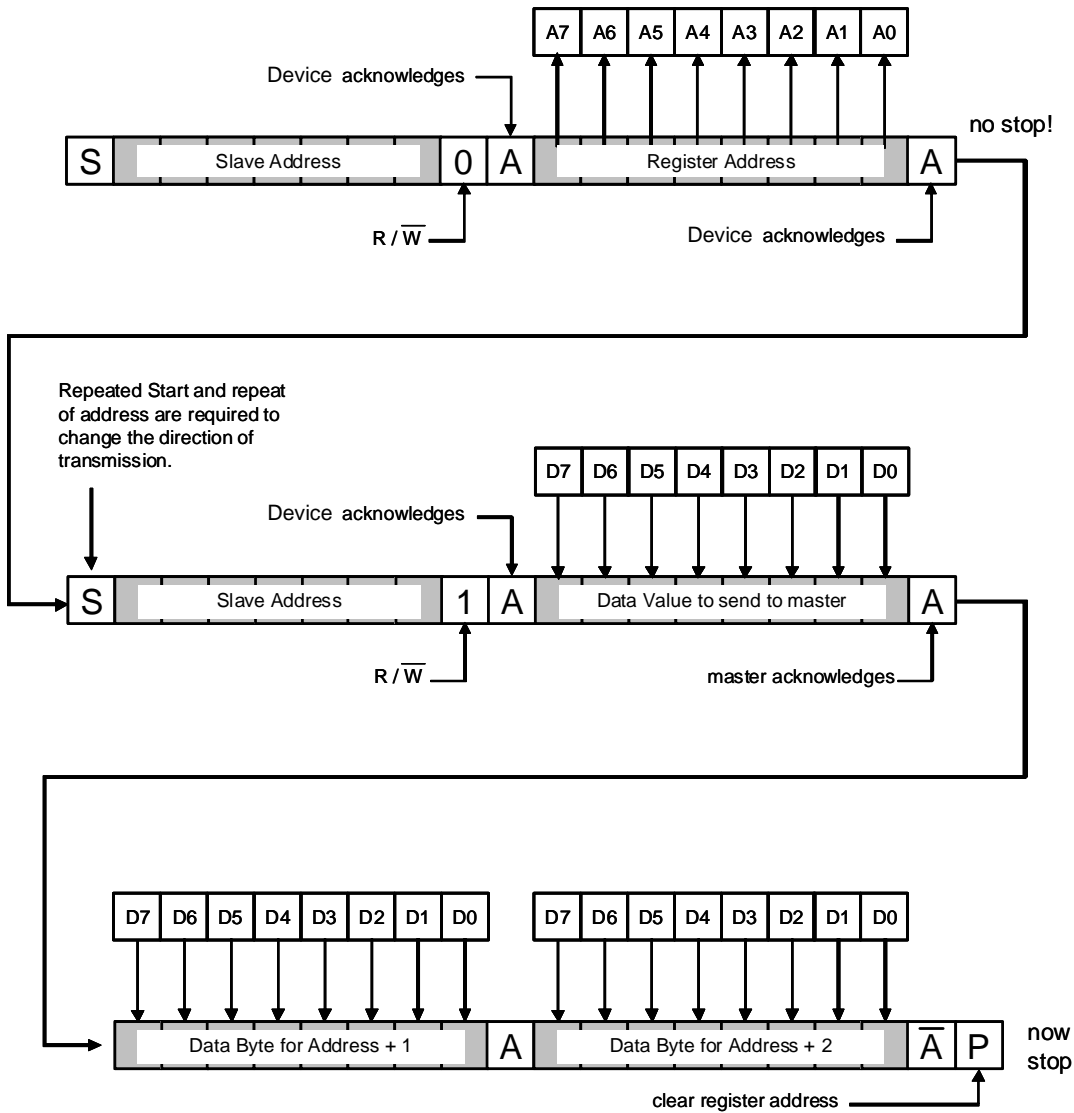 A7 A6 A5 A4 A3 A2 A1 A0
Device acknowledges
no stop!
S Slave Address 0 A Register Address A
R / W̅
Device acknowledges
Repeated Start and repeat
of address are required to
change the direction of
transmission.
D7 D6 D5 D4 D3 D2 D1 D0
Device acknowledges
S Slave Address 1 A Data Value to send to master A
R / W̅
master acknowledges
D7 D6 D5 D4 D3 D2 D1 D0 D7 D6 D5 D4 D3 D2 D1 D0
Data Byte for Address + 1 A Data Byte for Address + 2 A̅ P
now
stop
clear register address